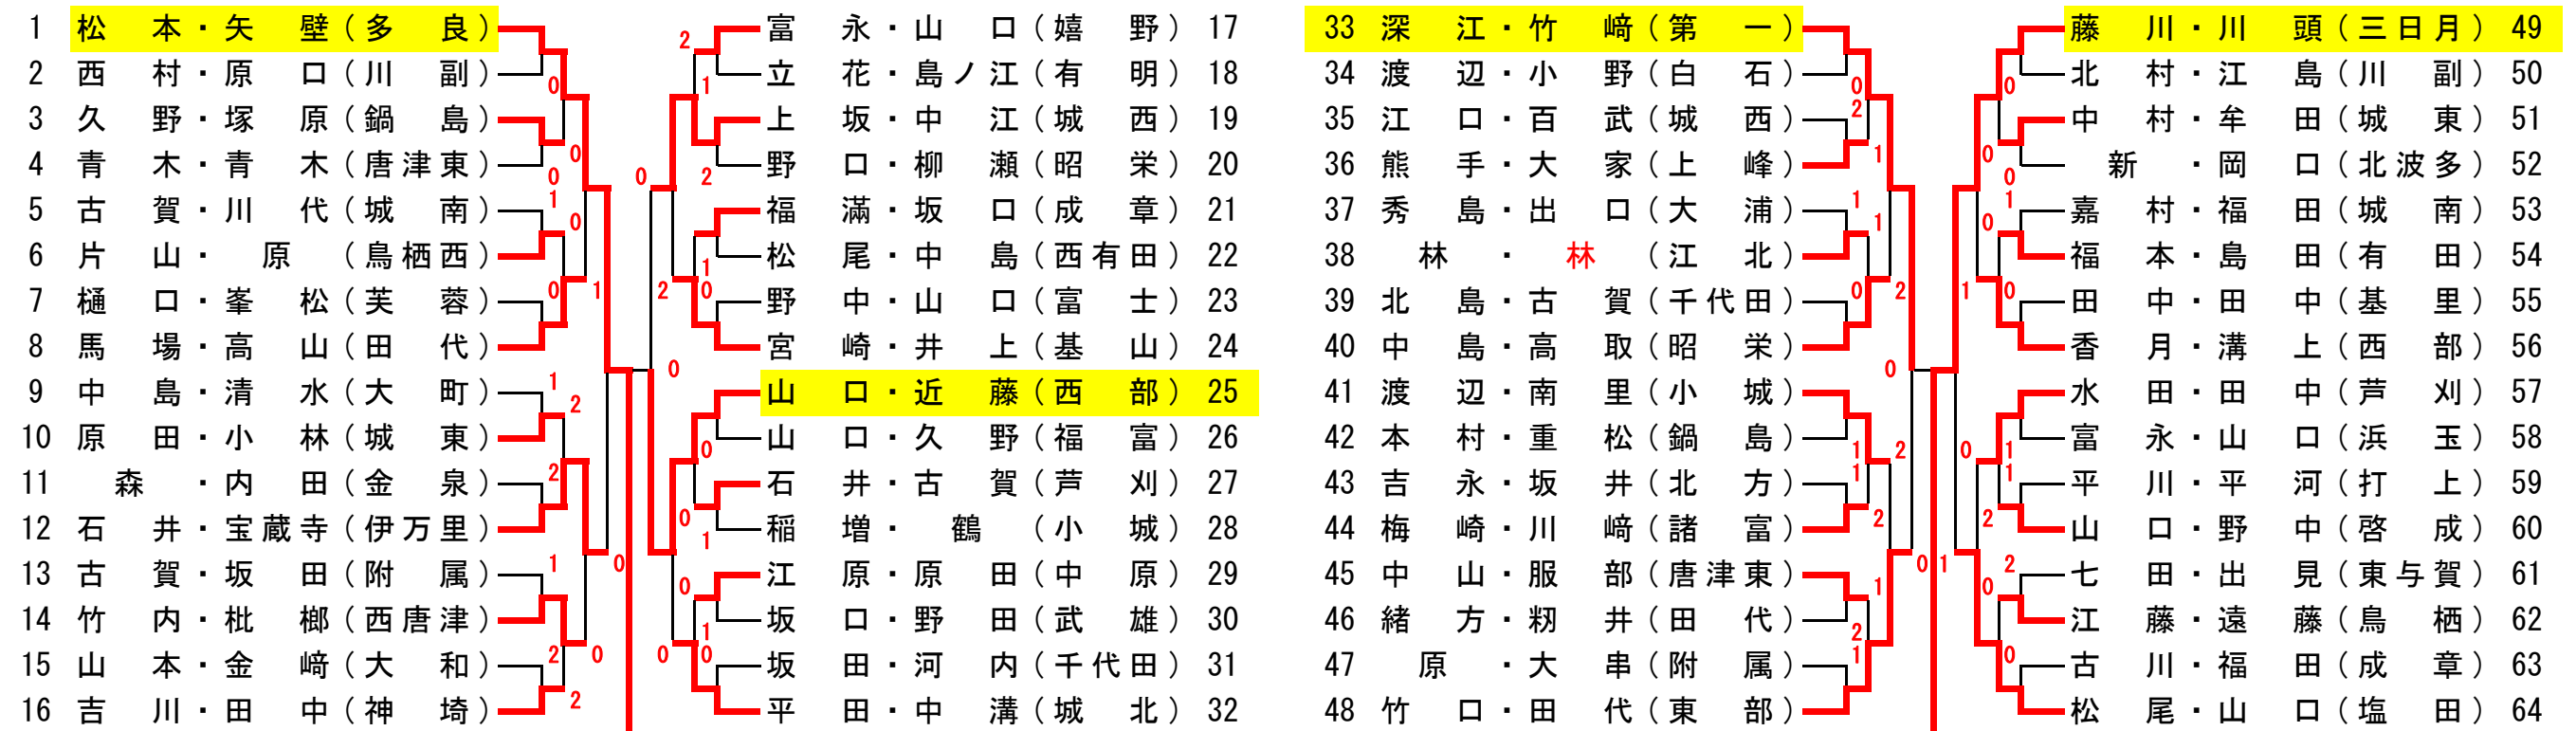 1 松本・矢壁(多良)
2 西村・原口(川副)
3 久野・塚原(鍋島)
4 青木・青木(唐津東)
5 古賀・川代(城南)
6 片山・原(鳥栖西)
7 樋口・峯松(芙蓉)
8 馬場・高山(田代)
9 中島・清水(大町)
10 原田・小林(城東)
11 森・内田(金泉)
12 石井・宝蔵寺(伊万里)
13 古賀・坂田(附属)
14 竹内・枇榔(西唐津)
15 山本・金﨑(大和)
16 吉川・田中(神埼)
富永・山口(嬉野) 17
立花・島ノ江(有明) 18
上坂・中江(城西) 19
野口・柳瀬(昭栄) 20
福満・坂口(成章) 21
松尾・中島(西有田) 22
野中・山口(富士) 23
宮崎・井上(基山) 24
山口・近藤(西部) 25
山口・久野(福富) 26
石井・古賀(芦刈) 27
稲増・鶴(小城) 28
江原・原田(中原) 29
坂口・野田(武雄) 30
坂田・河内(千代田) 31
平田・中溝(城北) 32
33 深江・竹﨑(第一)
34 渡辺・小野(白石)
35 江口・百武(城西)
36 熊手・大家(上峰)
37 秀島・出口(大浦)
38 林・林(江北)
39 北島・古賀(千代田)
40 中島・高取(昭栄)
41 渡辺・南里(小城)
42 本村・重松(鍋島)
43 吉永・坂井(北方)
44 梅崎・川﨑(諸富)
45 中山・服部(唐津東)
46 緒方・籾井(田代)
47 原・大串(附属)
48 竹口・田代(東部)
藤川・川頭(三日月) 49
北村・江島(川副) 50
中村・牟田(城東) 51
新・岡口(北波多) 52
嘉村・福田(城南) 53
福本・島田(有田) 54
田中・田中(基里) 55
香月・溝上(西部) 56
水田・田中(芦刈) 57
富永・山口(浜玉) 58
平川・平河(打上) 59
山口・野中(啓成) 60
七田・出見(東与賀) 61
江藤・遠藤(鳥栖) 62
古川・福田(成章) 63
松尾・山口(塩田) 64